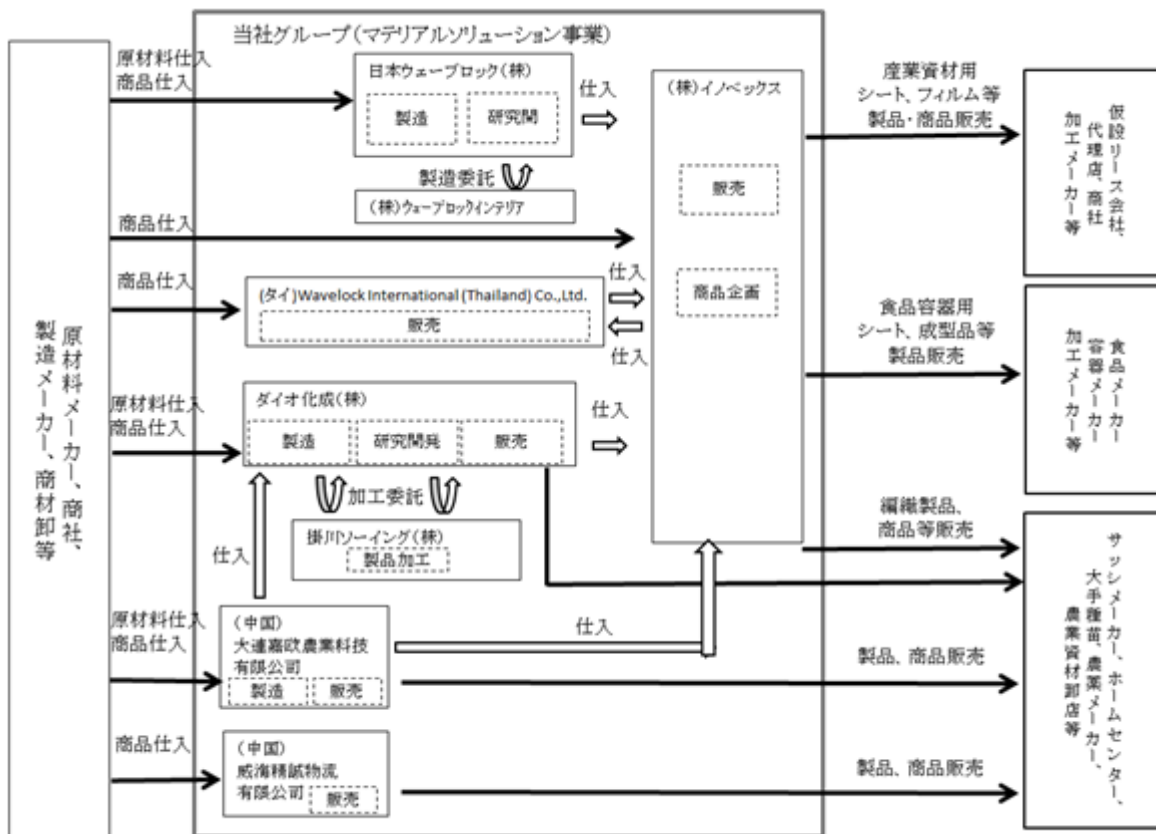 当社グループ(マテリアルソリューション事業)
原材料メーカー、商社、
製造メーカー、商材卸等
原材料仕入
商品仕入
日本ウェーブロック(株)
製造
研究開
仕入
製造委託
(株)ウェーブロックインテリア
商品仕入
(株)イノベックス
販売
商品企画
商品仕入
(タイ)Wavelock International (Thailand) Co.,Ltd.
販売
仕入
仕入
原材料仕入
商品仕入
ダイオ化成(株)
製造
研究開発
販売
仕入
加工委託
掛川ソーイング(株)
製品加工
仕入
原材料仕入
商品仕入
(中国)
大連嘉欧農業科技
有限公司
製造
販売
仕入
商品仕入
(中国)
威海精誠物流
有限公司
販売
産業資材用
シート、フィルム等
製品・商品販売
仮設リース会社、
代理店、商社
加工メーカー等
食品容器用
シート、成型品等
製品販売
食品メーカー
容器メーカー
加工メーカー等
編織製品、
商品等販売
製品、商品販売
製品、商品販売
サッシメーカー、ホームセンター、
大手種苗、農薬メーカー、
農業資材卸店等